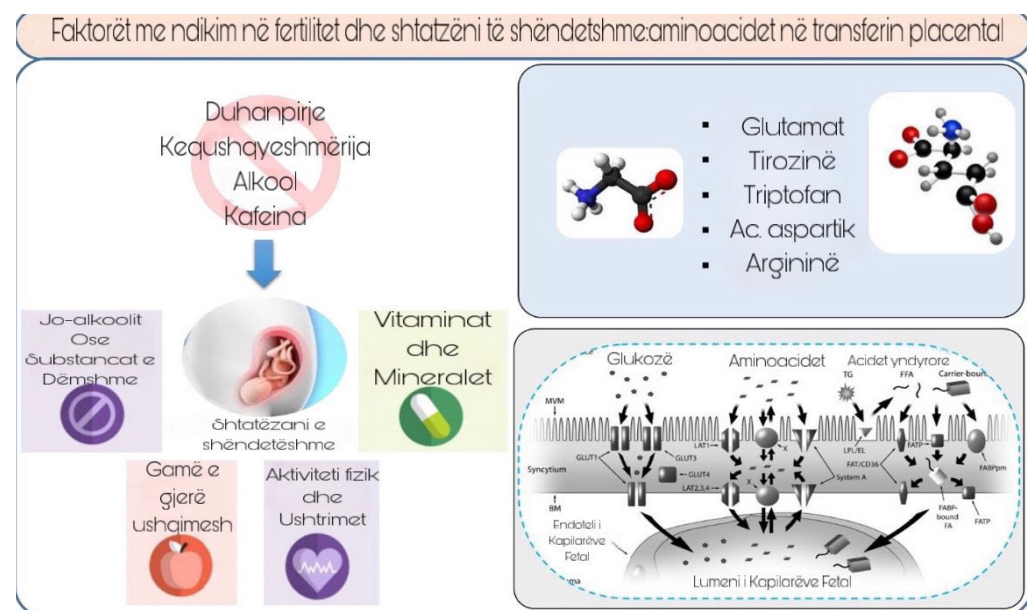 Faktorët me ndikim në fertilitet dhe shtatzëni të shëndetshme:aminoacidet në transferin placental
Duhanpirje
Kequshqyeshmërija
Alkool
Kafeina
Jo-alkoolit
Ose
Substancat e
Dëmshme
Shtatëzani e
shëndetëshme
Vitaminat
dhe
Mineralet
Gamë e
gjerë
ushqimesh
Aktiviteti fizik
dhe
Ushtrimet
▪ Glutamat
▪ Tirozinë
▪ Triptofan
▪ Ac. aspartik
▪ Argininë
Glukozë
Aminoacidet
Acidet yndyrore
TG
FFA
Carrier-bound
MVM
LAT1
X
LPL/EL
FATP
GLUT1
GLUT3
FAT/CD36
FABPpm
Syncytium
GLUT4
LAT2,3,4
X
System A
BM
FABP-
bound
FA
FATP
Endoteli i
Kapilarëve
Fetal
Lumeni i Kapilarëve Fetal